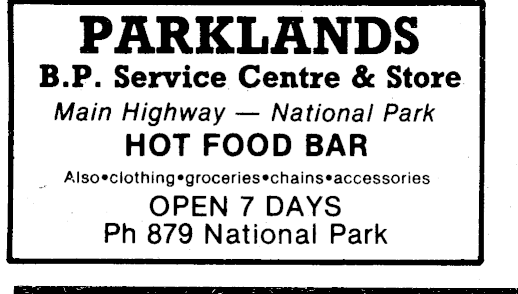 PARKLANDS
B.P. Service Centre & Store
Main Highway — National Park
HOT FOOD BAR
Also•clothing•groceries•chains•accessories
OPEN 7 DAYS
Ph 879 National Park